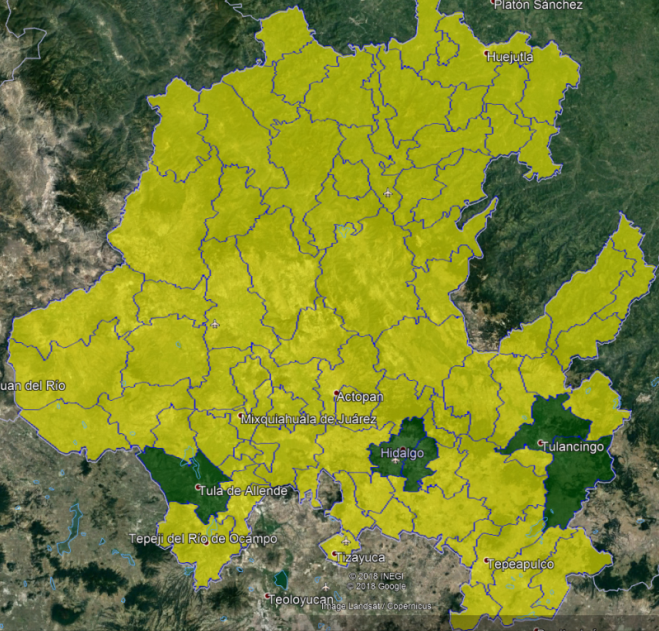 Platón Sánchez
Huejutla
uan del Río
Actopan
Mixquiahuala de Juárez
Tulancingo
Hidalgo
Tula de Allende
Tepeji del Río de Ocampo
Tizayuca
Tepeapulco
© 2018 INEGI
© 2018 Google
Teoloyucan
Image Landsat / Copernicus